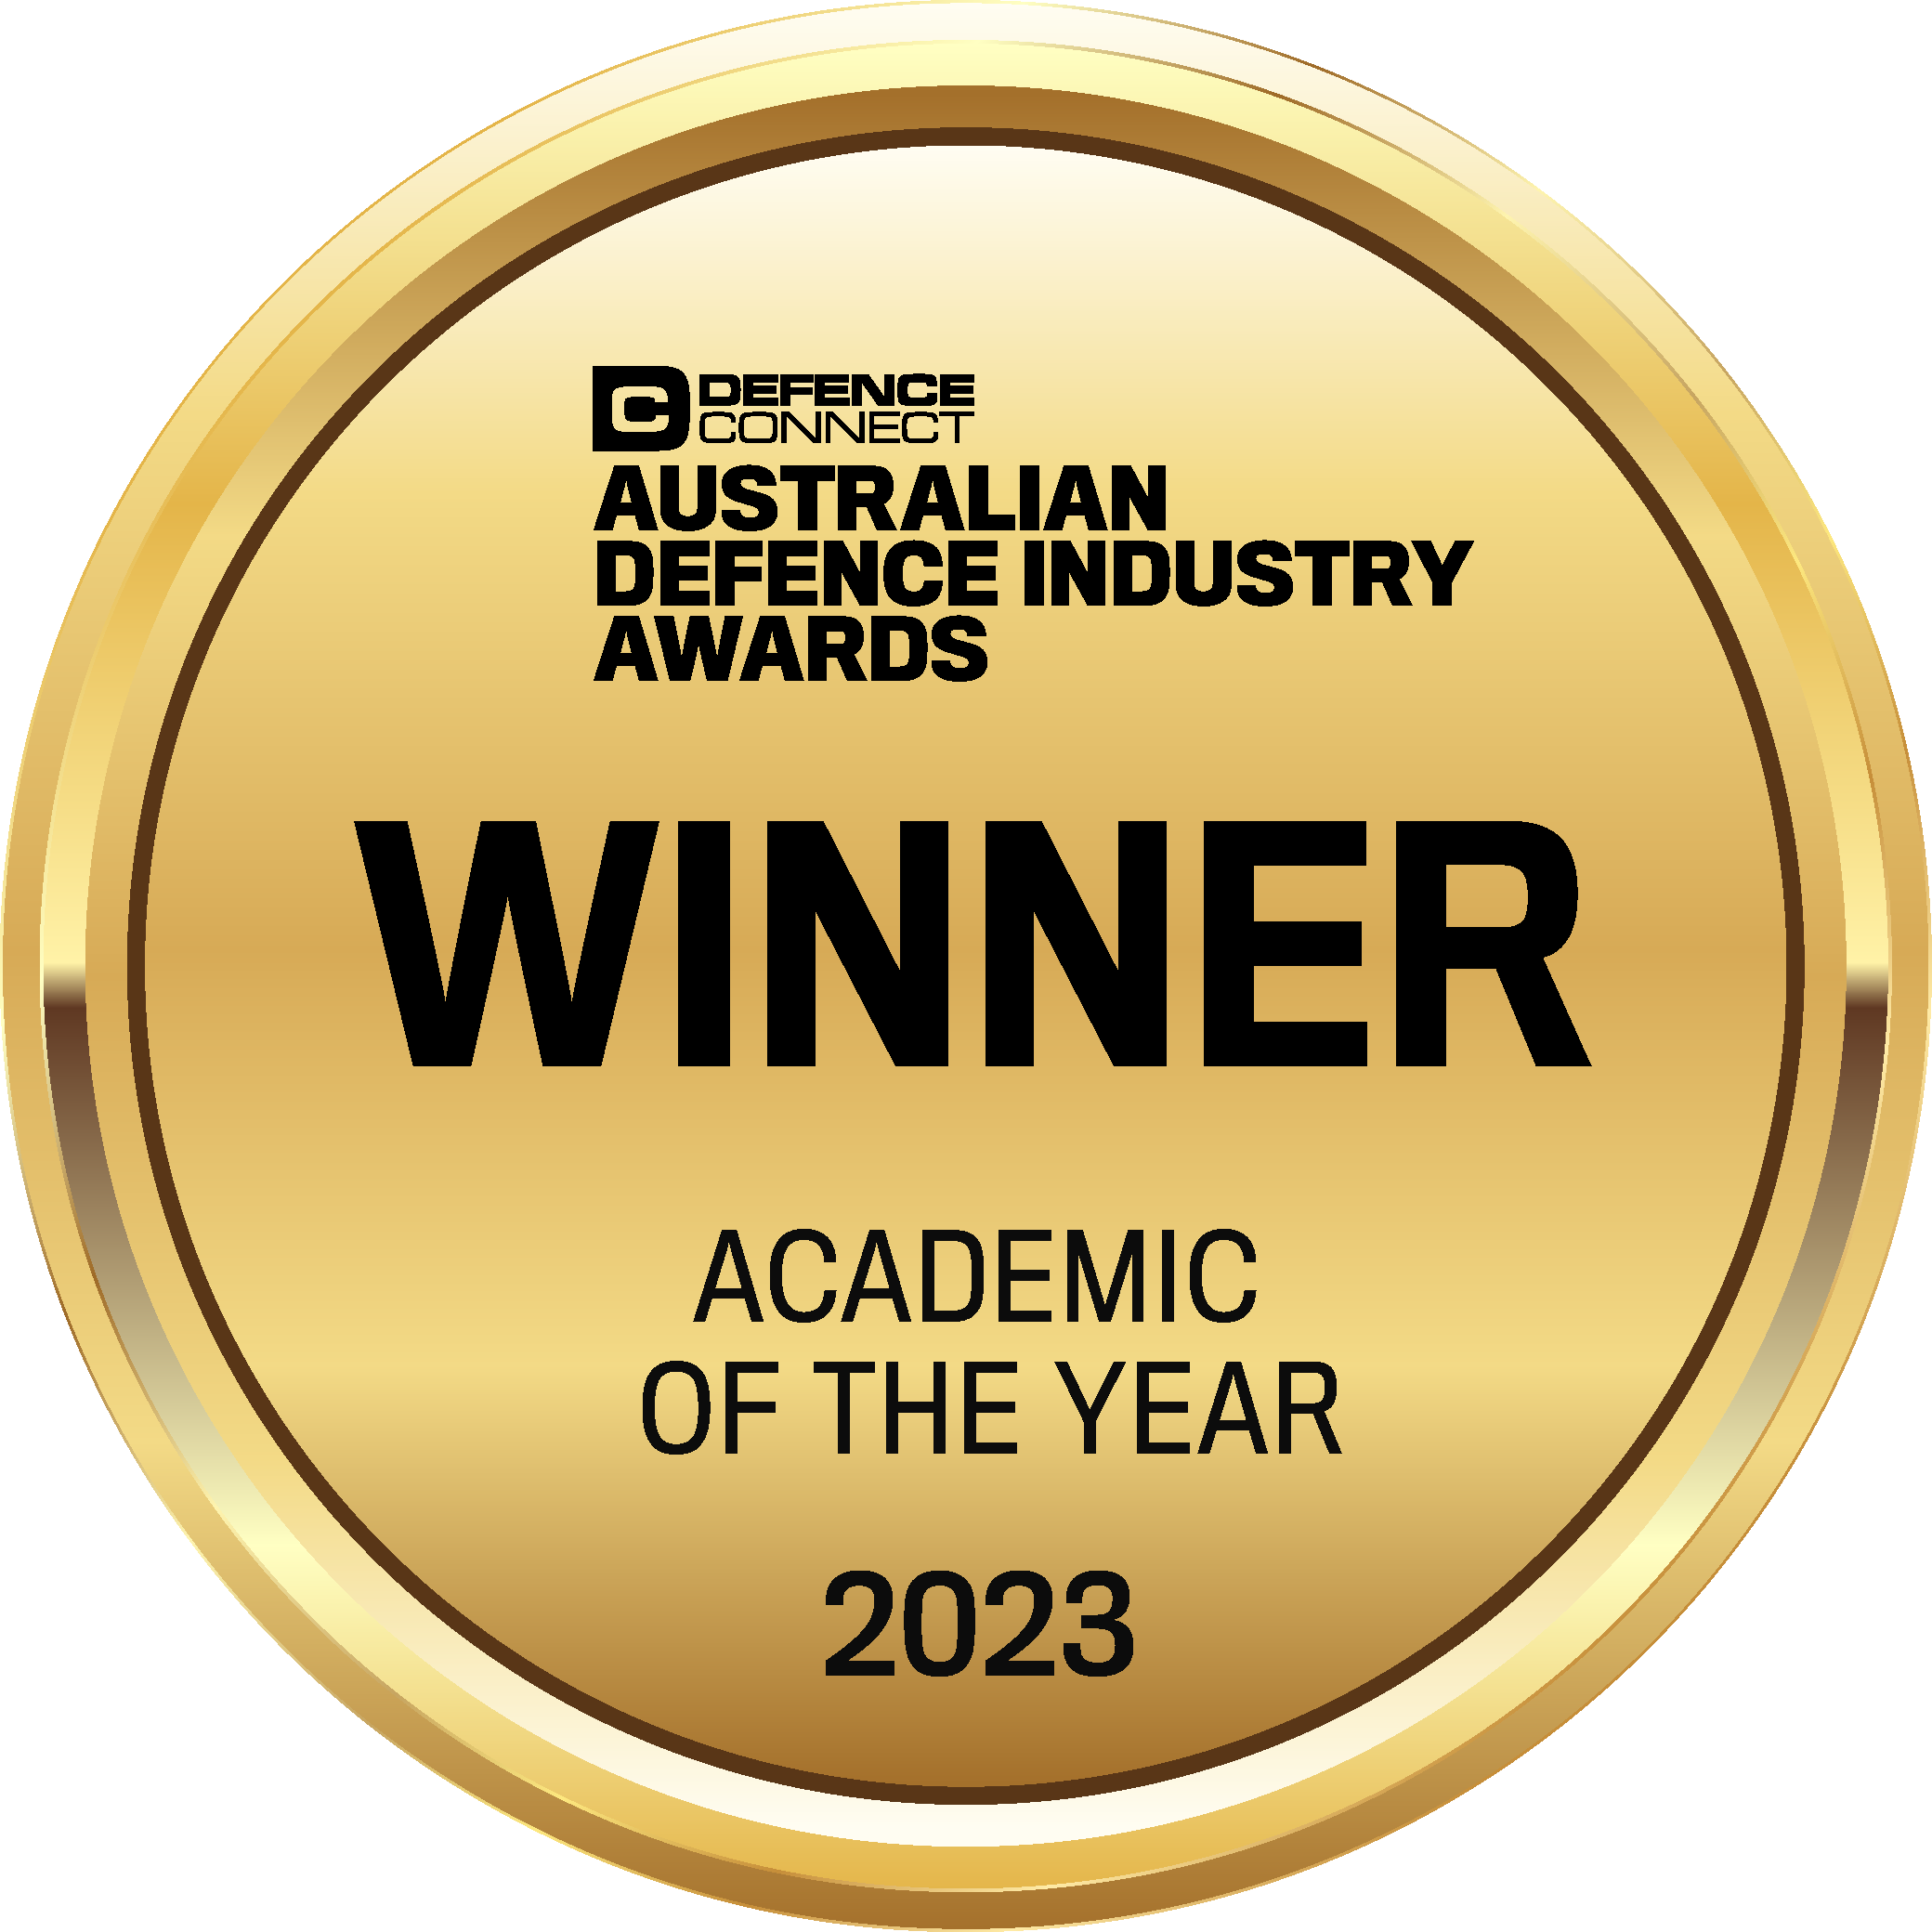 DEFENCE
CONNECT
AUSTRALIAN
DEFENCE INDUSTRY
AWARDS
WINNER
ACADEMIC
OF THE YEAR
2023